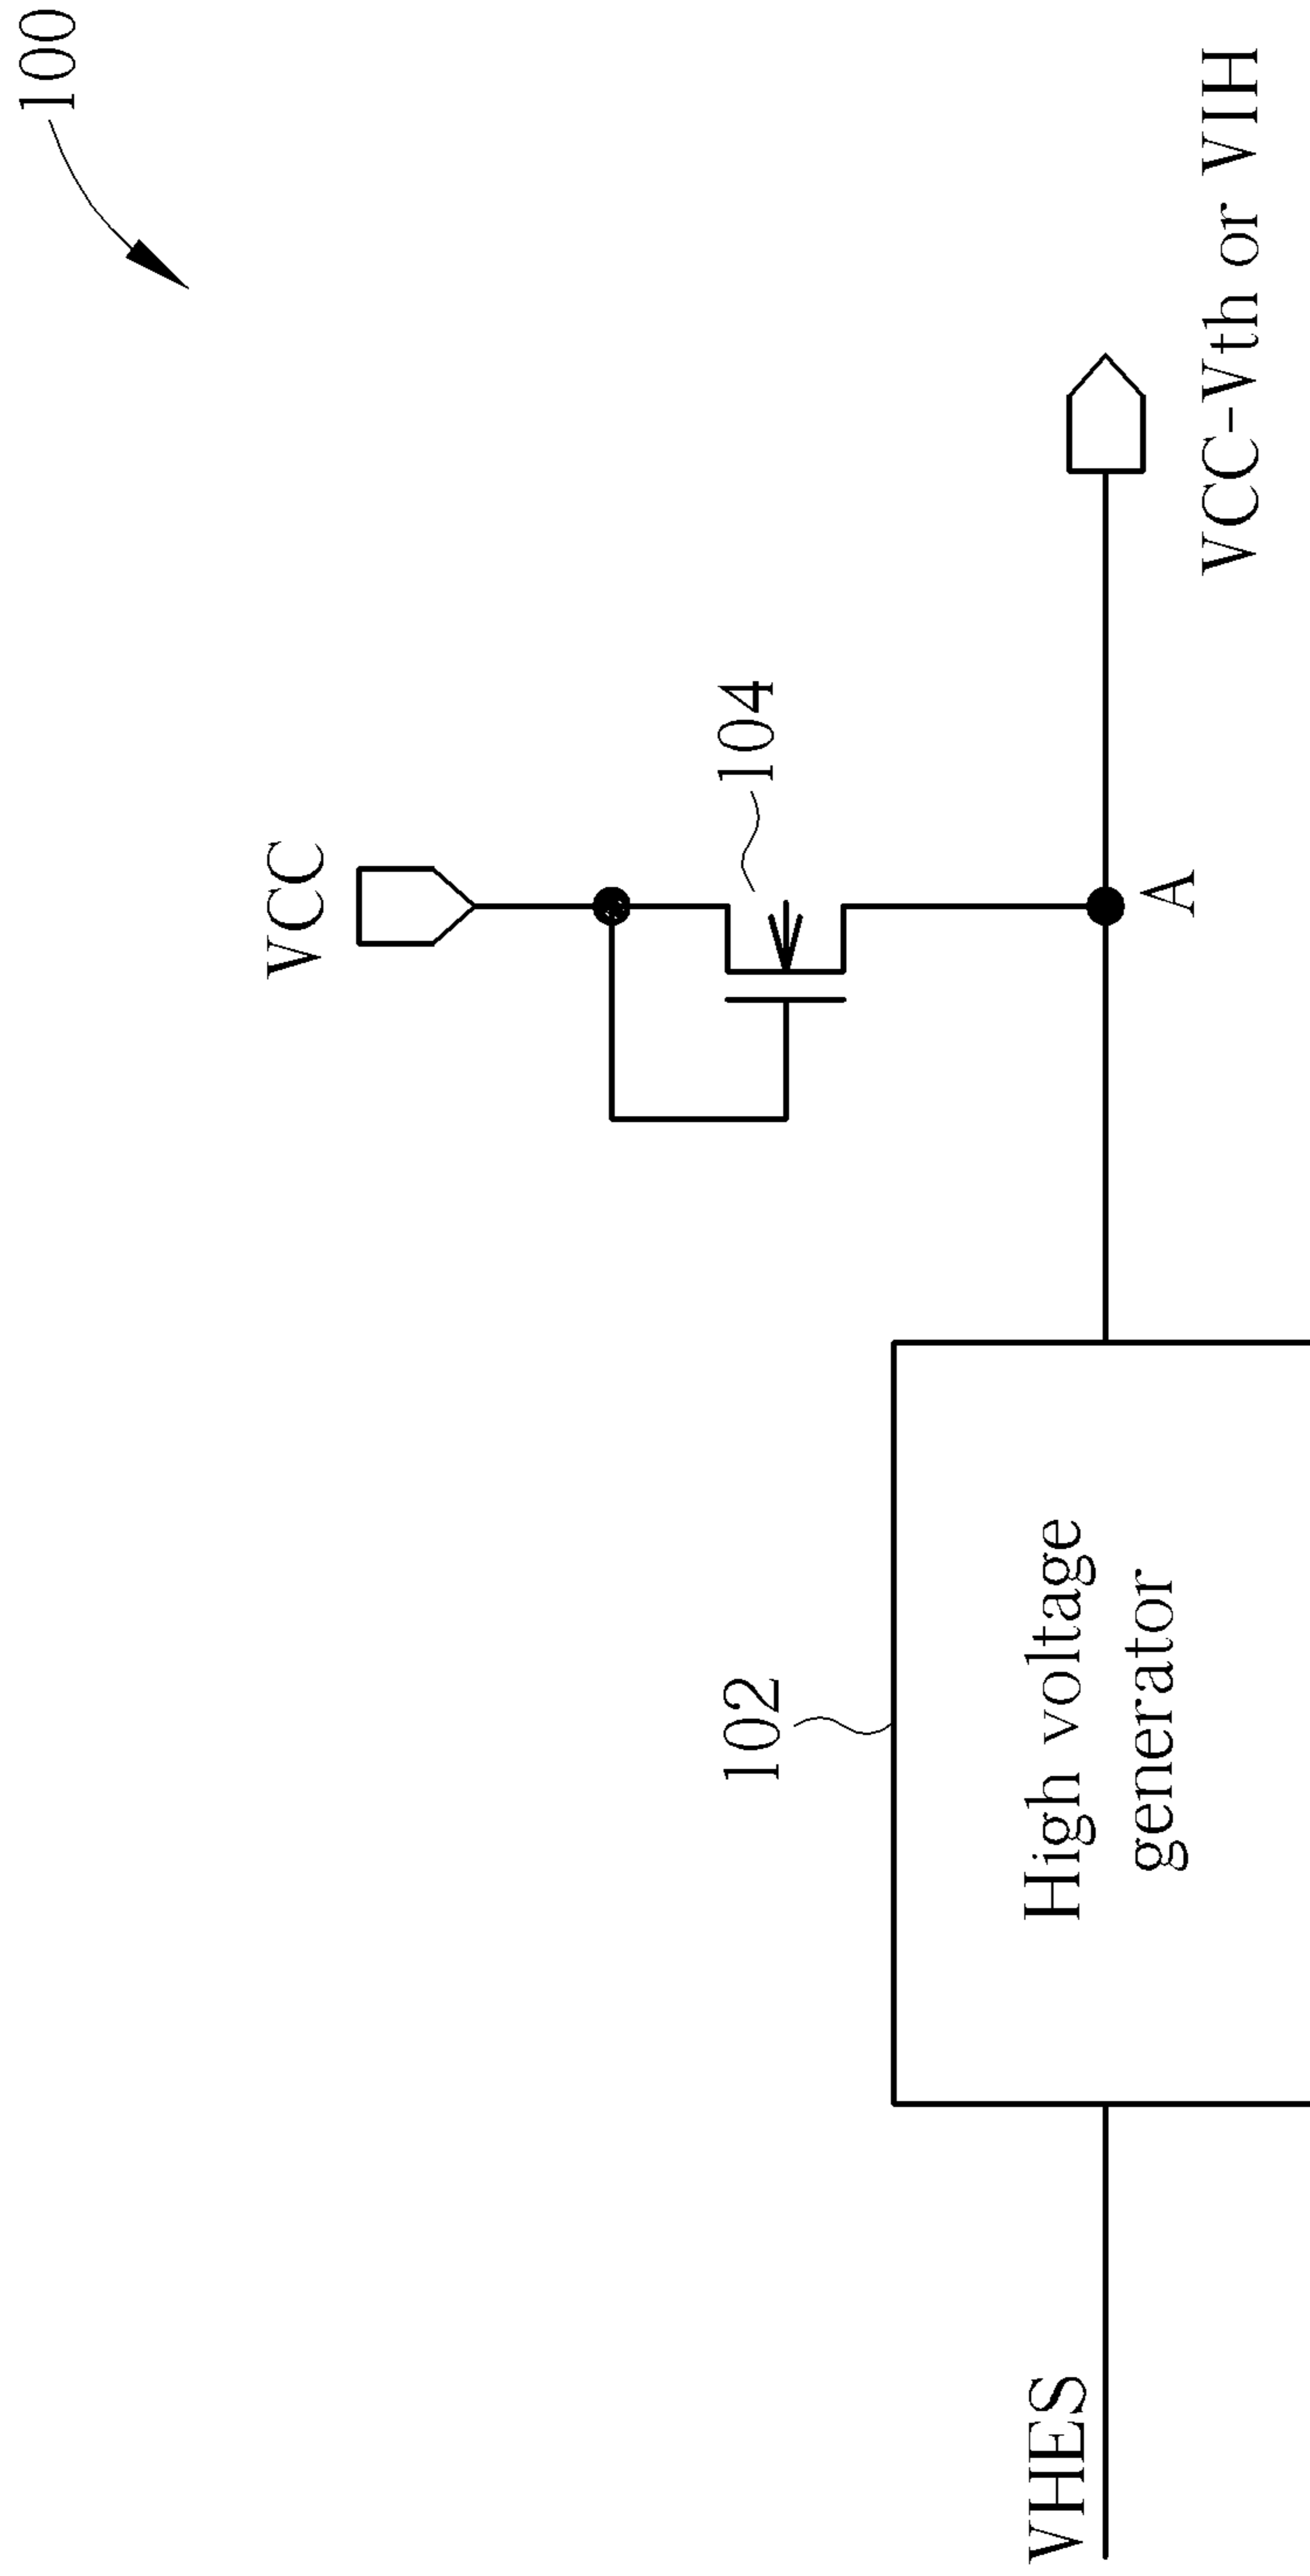 100
VCC
104
102
VHES
High voltage
generator
A
VCC-Vth or VIH